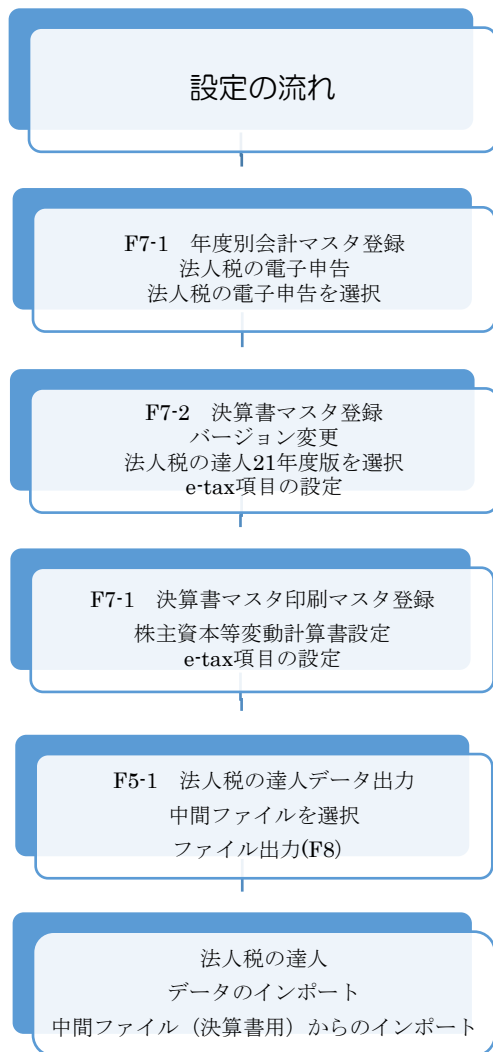 設定の流れ
F7-1　年度別会計マスタ登録
法人税の電子申告
法人税の電子申告を選択
F7-2　決算書マスタ登録
バージョン変更
法人税の達人21年度版を選択
e-tax項目の設定
F7-1　決算書マスタ印刷マスタ登録
株主資本等変動計算書設定
e-tax項目の設定
F5-1　法人税の達人データ出力
中間ファイルを選択
ファイル出力(F8)
法人税の達人
データのインポート
中間ファイル（決算書用）からのインポート